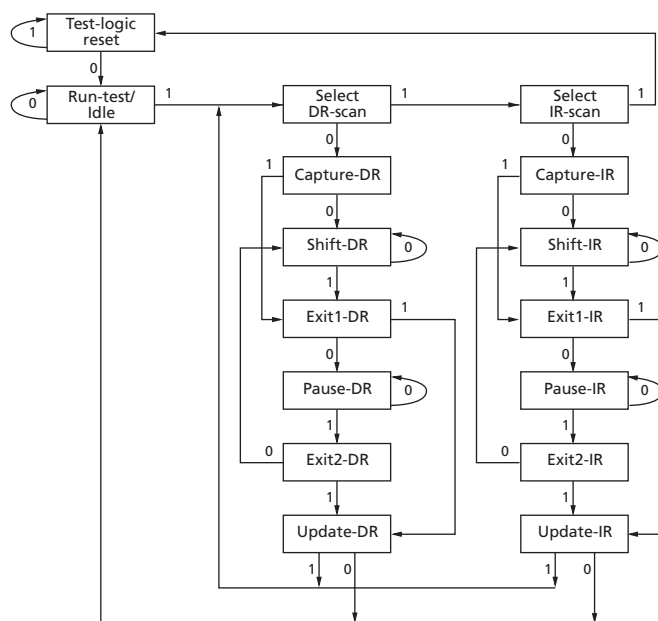 Test-logic
reset
1
0
Run-test/
Idle
0
1
Select
DR-scan
1
Select
IR-scan
1
0
0
1
Capture-DR
1
Capture-IR
0
0
Shift-DR
0
Shift-IR
0
1
1
Exit1-DR
1
Exit1-IR
1
0
0
Pause-DR
0
Pause-IR
0
1
1
0
Exit2-DR
0
Exit2-IR
1
1
Update-DR
Update-IR
1
0
1
0